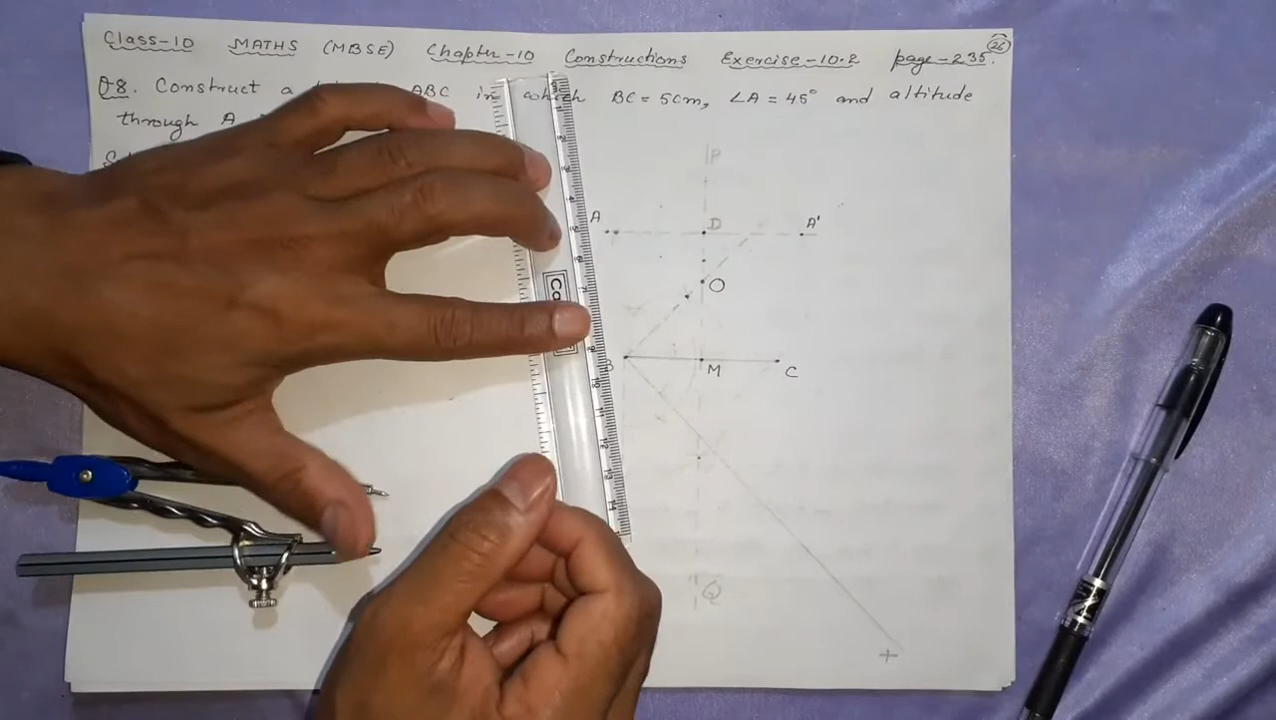 26
Class-10 MATHS (MBSE) Chapter-10 Constructions Exercise-10.2 page-235.
Q8. Construct a ABC in which BC = 5cm, ∠A = 45° and altitude
through A
P
A D A'
O
B M C
Q